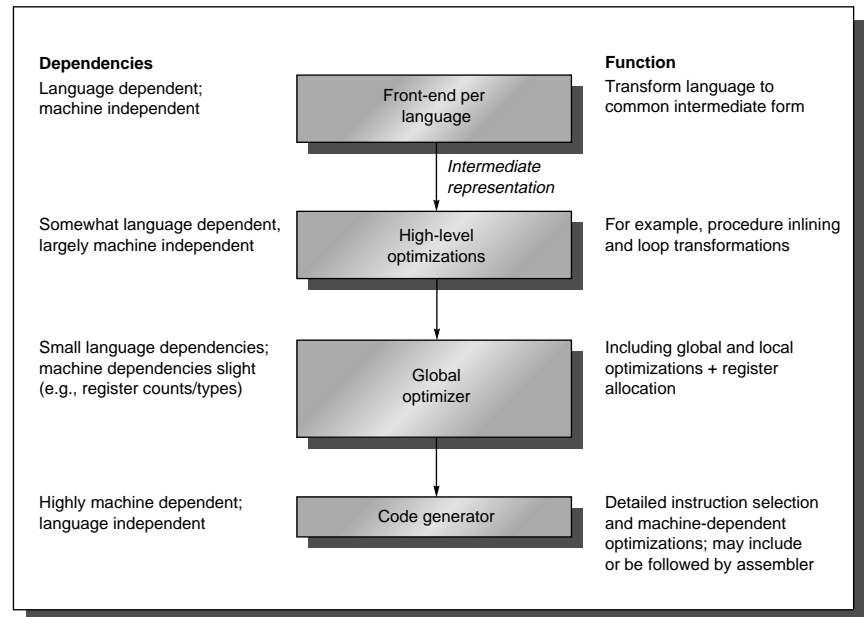 Dependencies
Function
Language dependent;
machine independent
Front-end per
language
Transform language to
common intermediate form
Intermediate
representation
Somewhat language dependent,
largely machine independent
High-level
optimizations
For example, procedure inlining
and loop transformations
Small language dependencies;
machine dependencies slight
(e.g., register counts/types)
Global
optimizer
Including global and local
optimizations + register
allocation
Highly machine dependent;
language independent
Code generator
Detailed instruction selection
and machine-dependent
optimizations; may include
or be followed by assembler